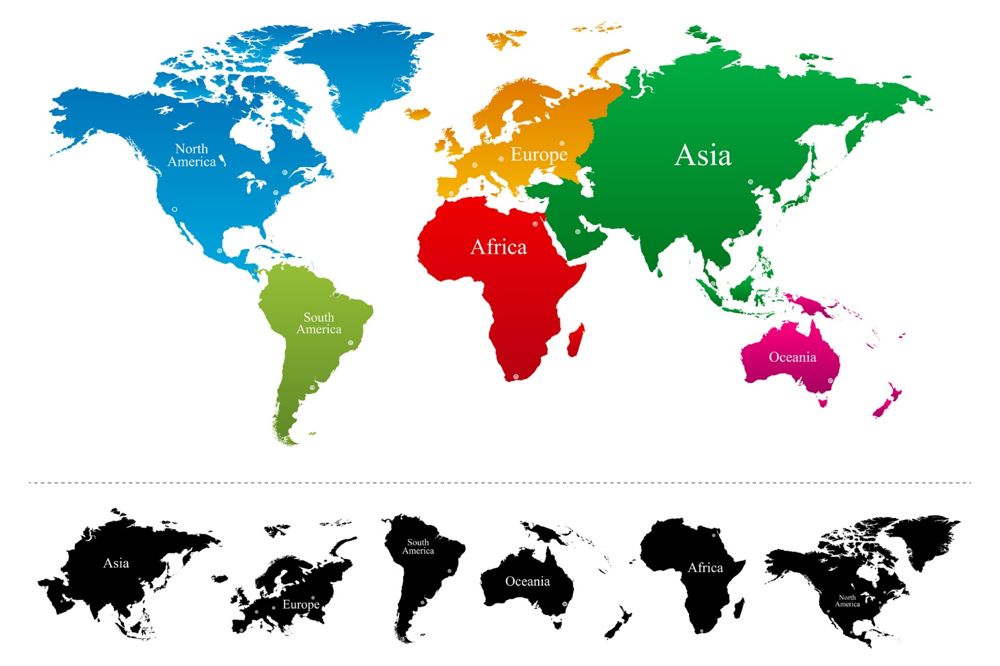 North
America
Europe
Asia
Africa
South
America
Oceania
Asia
Europe
South
America
Oceania
Africa
North
America